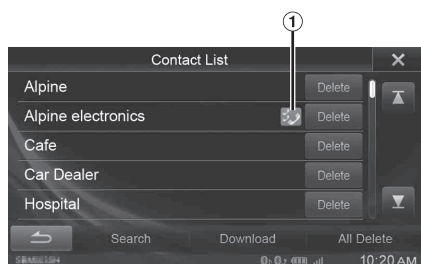 1
Contact List
Alpine Delete
Alpine electronics Delete
Cafe Delete
Car Dealer Delete
Hospital Delete
Search Download All Delete
10:20 AM